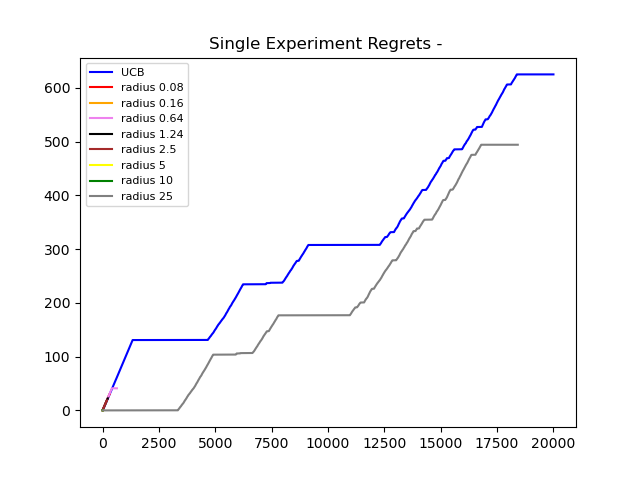 Single Experiment Regrets -
600
500
400
300
200
100
0
UCB
radius 0.08
radius 0.16
radius 0.64
radius 1.24
radius 2.5
radius 5
radius 10
radius 25
0 2500 5000 7500 10000 12500 15000 17500 20000